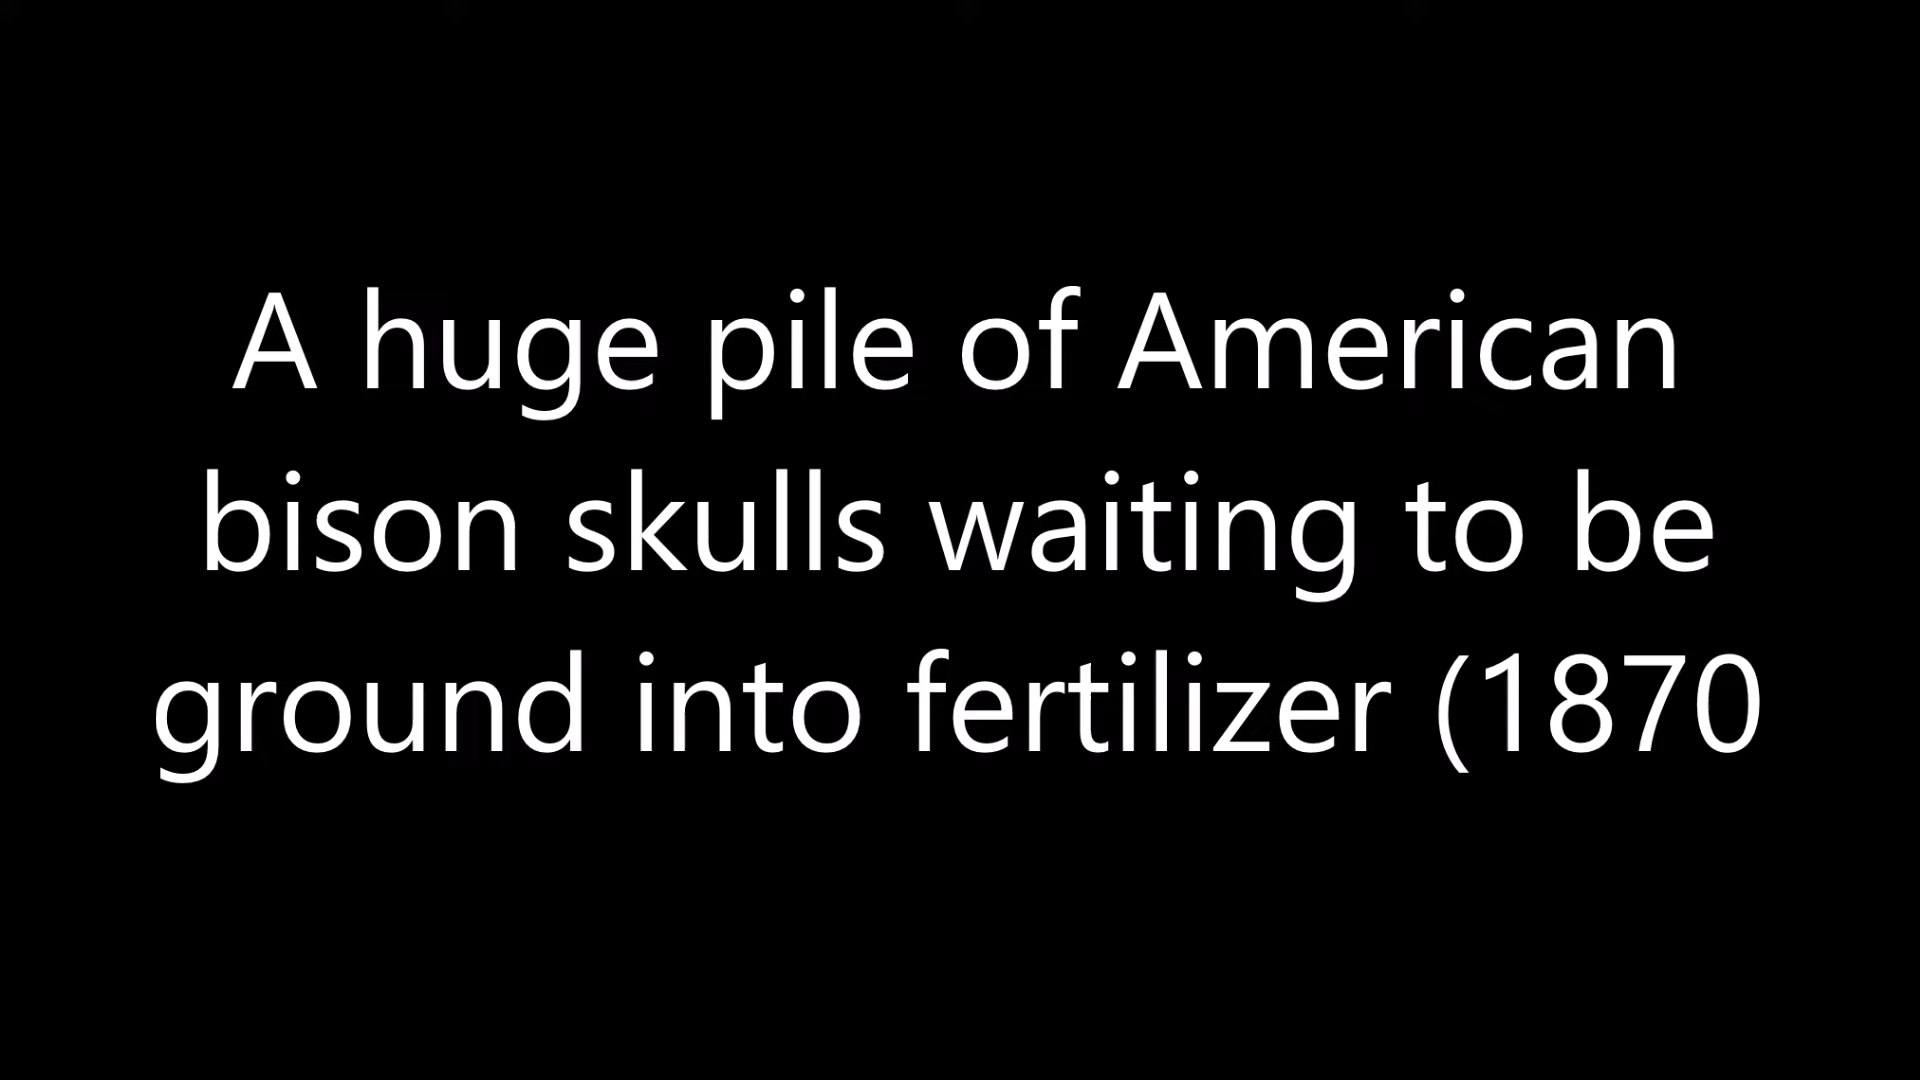 A huge pile of American
bison skulls waiting to be
ground into fertilizer (1870